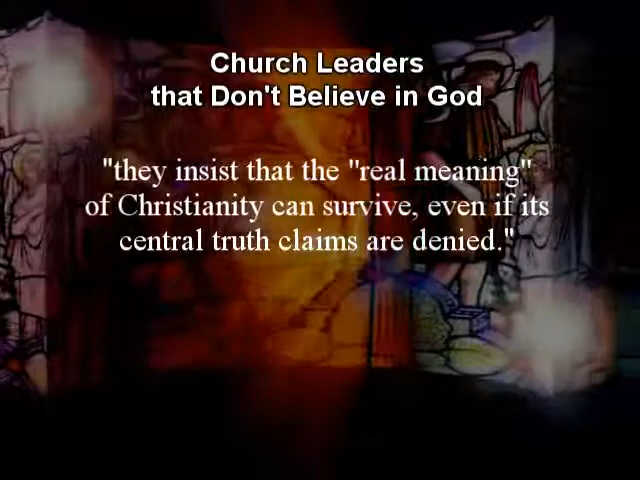 Church Leaders
that Don't Believe in God
"they insist that the "real meaning"
of Christianity can survive, even if its
central truth claims are denied."